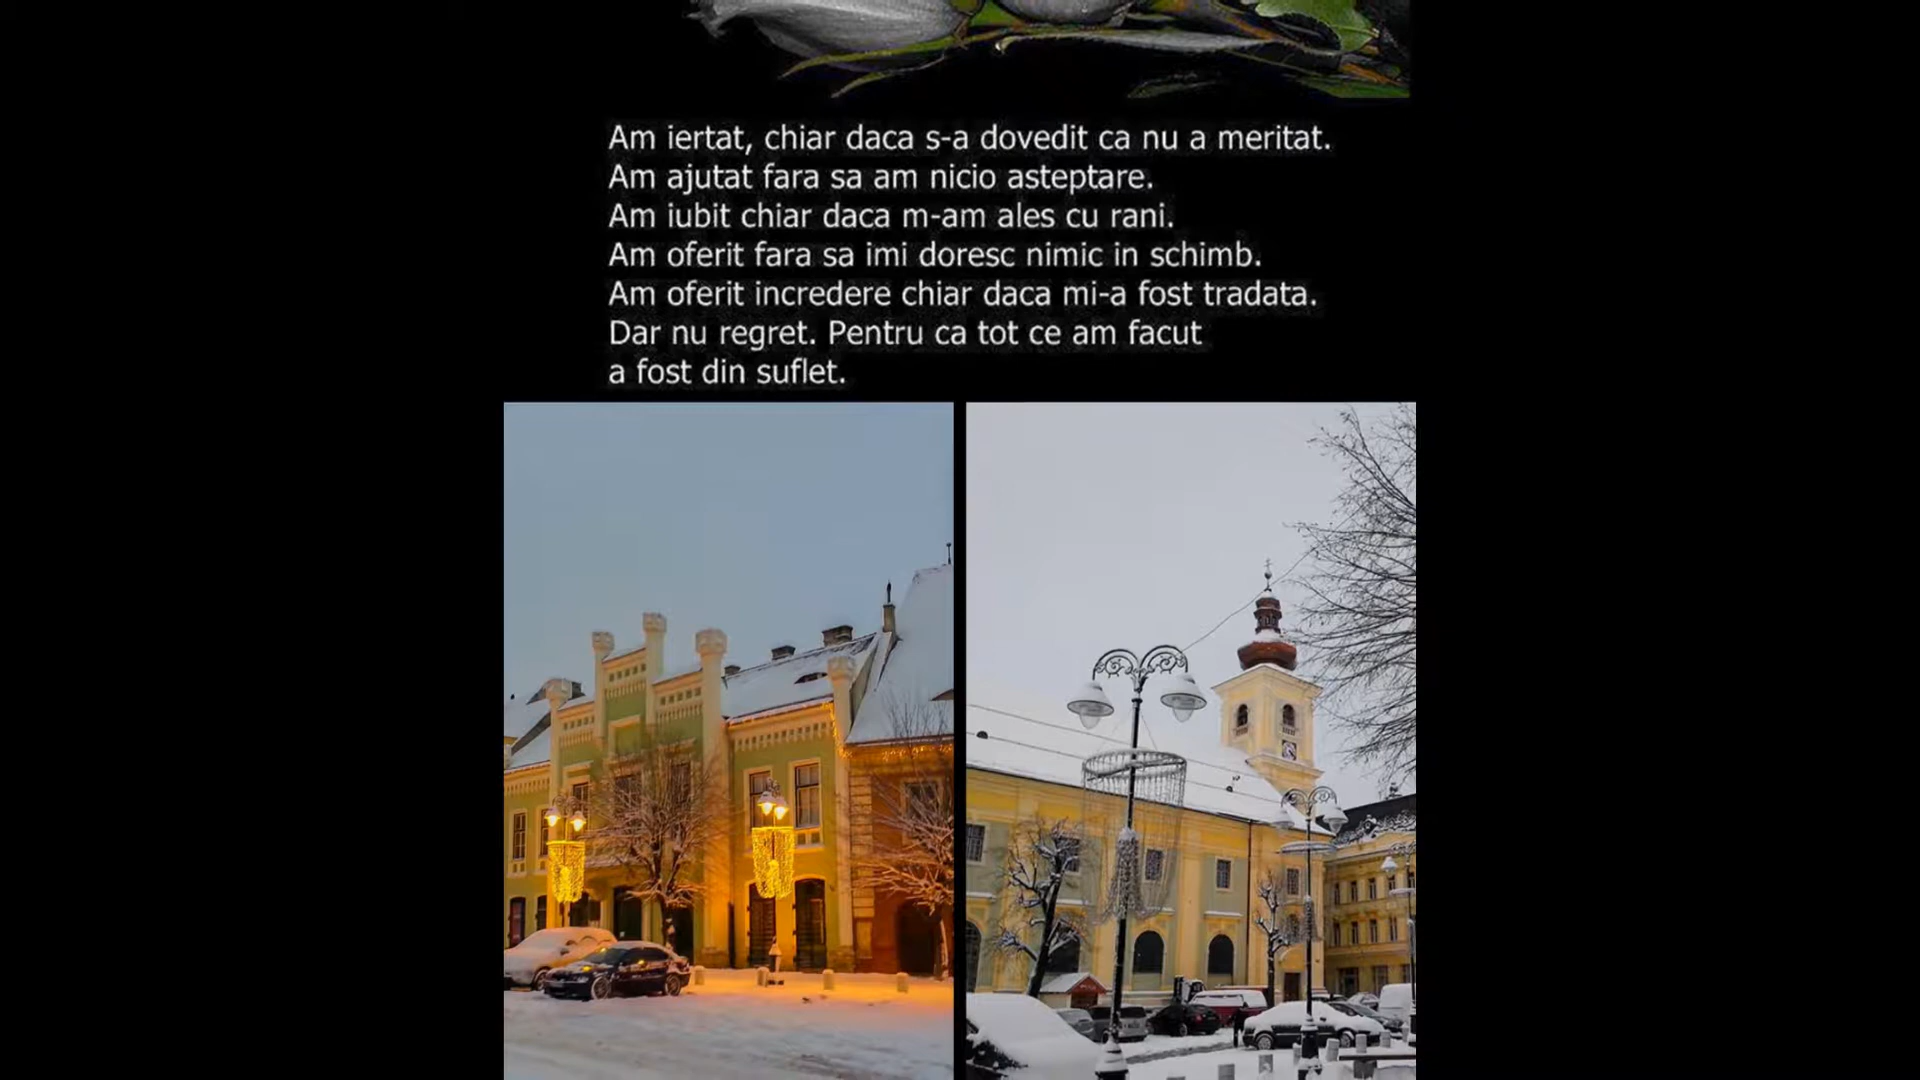 Am iertat, chiar daca s-a dovedit ca nu a meritat.
Am ajutat fara sa am nicio asteptare.
Am iubit chiar daca m-am ales cu rani.
Am oferit fara sa imi doresc nimic in schimb.
Am oferit incredere chiar daca mi-a fost tradata.
Dar nu regret. Pentru ca tot ce am facut
a fost din suflet.